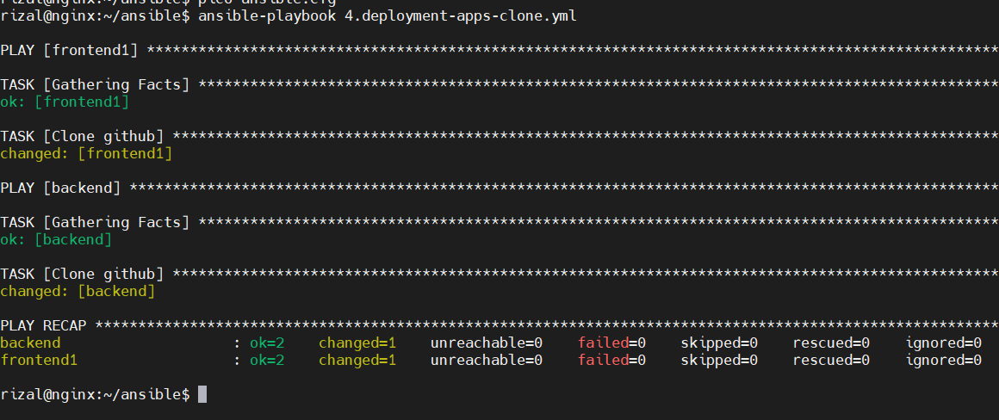 rizal@nginx:~/ansible$ pico ansible.cfg
rizal@nginx:~/ansible$ ansible-playbook 4.deployment-apps-clone.yml
PLAY [frontend1] ***************************************************************************************************
TASK [Gathering Facts] *********************************************************************************************
ok: [frontend1]
TASK [Clone github] ************************************************************************************************
changed: [frontend1]
PLAY [backend] *****************************************************************************************************
TASK [Gathering Facts] *********************************************************************************************
ok: [backend]
TASK [Clone github] ************************************************************************************************
changed: [backend]
PLAY RECAP *********************************************************************************************************
backend                    : ok=2    changed=1    unreachable=0    failed=0    skipped=0    rescued=0    ignored=0
frontend1                  : ok=2    changed=1    unreachable=0    failed=0    skipped=0    rescued=0    ignored=0
rizal@nginx:~/ansible$